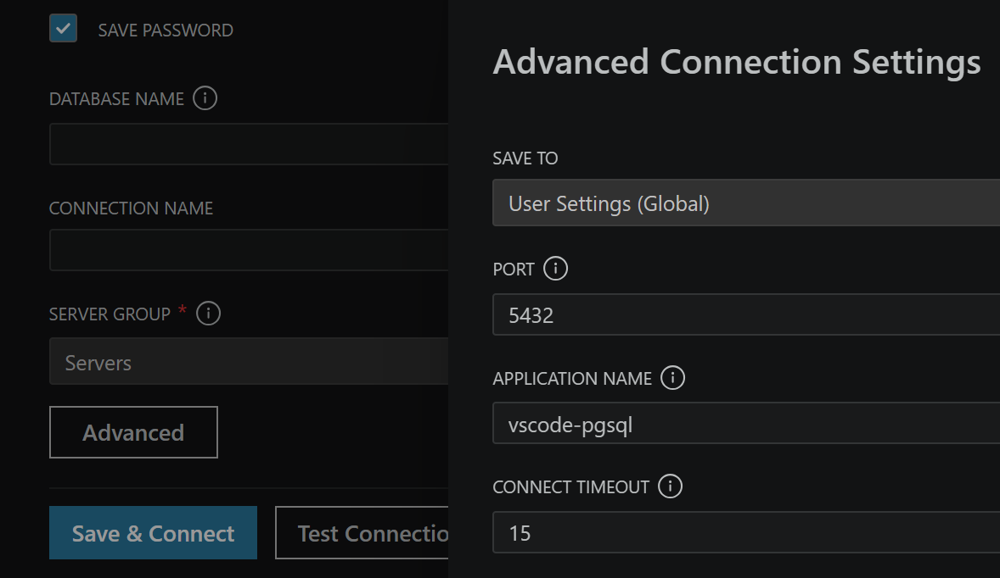 SAVE PASSWORD
DATABASE NAME
CONNECTION NAME
SERVER GROUP *
Servers
Advanced
Save & Connect
Test Connectio
Advanced Connection Settings
SAVE TO
User Settings (Global)
PORT
5432
APPLICATION NAME
vscode-pgsql
CONNECT TIMEOUT
15